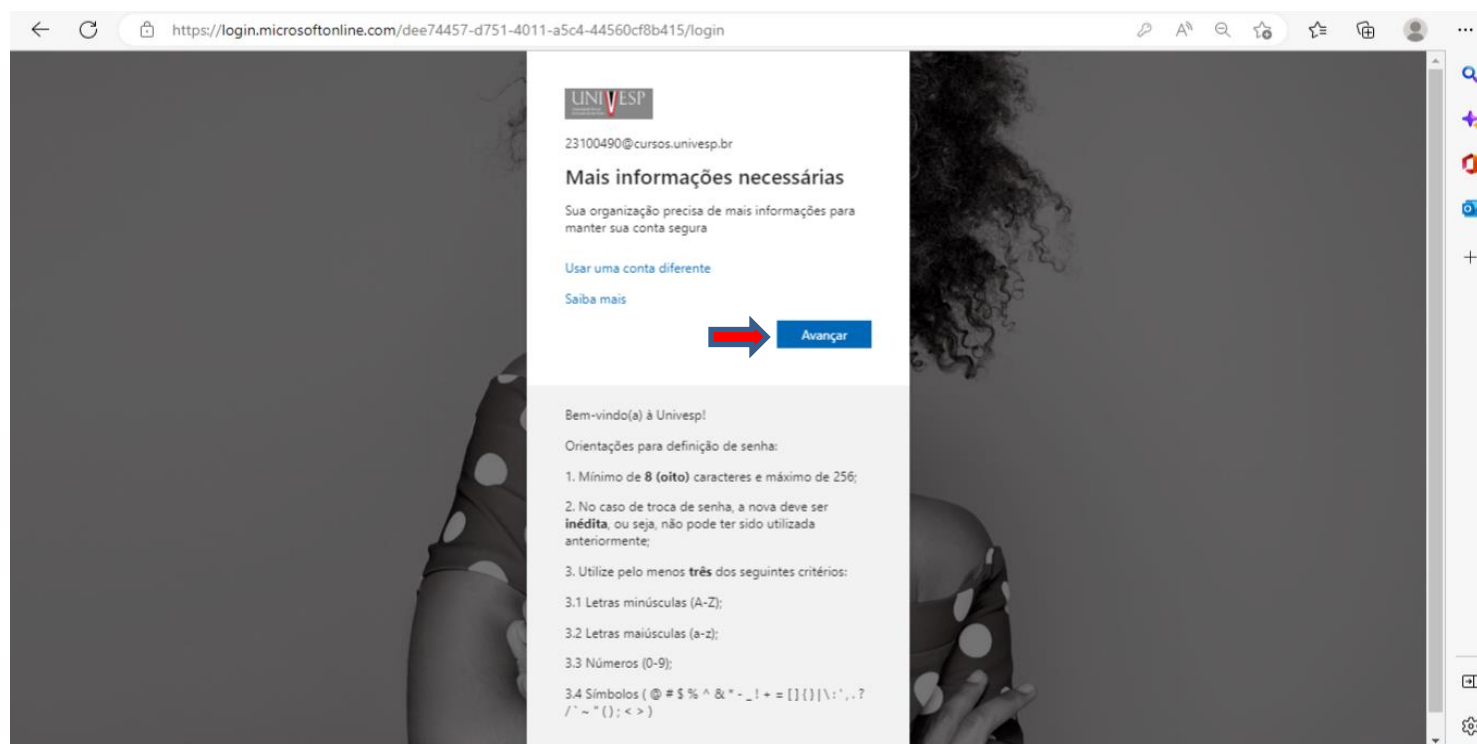 https://login.microsoftonline.com/dee74457-d751-4011-a5c4-44560cf8b415/login
UNIVESP
23100490@cursos.univesp.br
Mais informações necessárias
Sua organização precisa de mais informações para
manter sua conta segura
Usar uma conta diferente
Saiba mais
Avançar
Bem-vindo(a) à Univesp!
Orientações para definição de senha:
1. Mínimo de 8 (oito) caracteres e máximo de 256;
2. No caso de troca de senha, a nova deve ser
inédita, ou seja, não pode ter sido utilizada
anteriormente;
3. Utilize pelo menos três dos seguintes critérios:
3.1 Letras minúsculas (A-Z);
3.2 Letras maiúsculas (a-z);
3.3 Números (0-9);
3.4 Símbolos ( @ # $ % ^ & * - _ ! + = [ ] { } | \ : ' , . ?
/ ` ~ " ( ) ; < > )